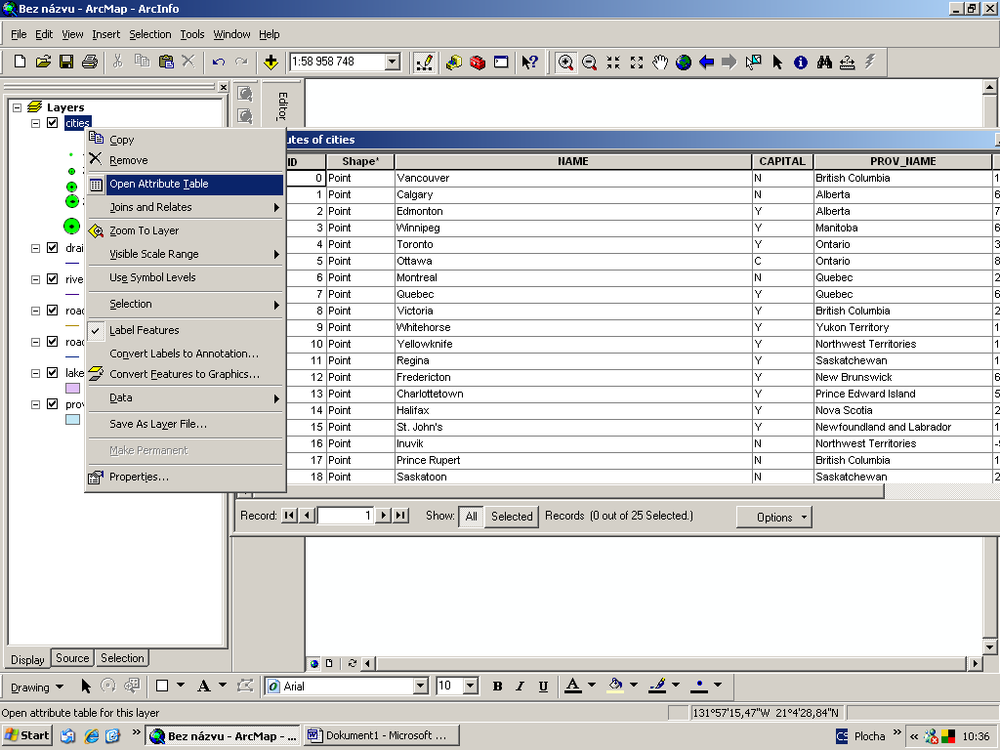 Bez názvu - ArcMap - ArcInfo
File Edit View Insert Selection Tools Window Help
1:58 958 748
Layers
cities
drai
rive
road
road
lake
prov
Editor
Copy
Remove
Open Attribute Table
Joins and Relates
Zoom To Layer
Visible Scale Range
Use Symbol Levels
Selection
Label Features
Convert Labels to Annotation...
Convert Features to Graphics...
Data
Save As Layer File...
Make Permanent
Properties...
utes of cities
ID Shape* NAME CAPITAL PROV_NAME
0 Point Vancouver N British Columbia 1
1 Point Calgary N Alberta 6
2 Point Edmonton Y Alberta 7
3 Point Winnipeg Y Manitoba 6
4 Point Toronto Y Ontario 3
5 Point Ottawa C Ontario 8
6 Point Montreal N Quebec 2
7 Point Quebec Y Quebec 6
8 Point Victoria Y British Columbia 2
9 Point Whitehorse Y Yukon Territory 1
10 Point Yellowknife Y Northwest Territories 1
11 Point Regina Y Saskatchewan 1
12 Point Fredericton Y New Brunswick 6
13 Point Charlottetown Y Prince Edward Island 5
14 Point Halifax Y Nova Scotia 2
15 Point St. John's Y Newfoundland and Labrador 1
16 Point Inuvik N Northwest Territories -9
17 Point Prince Rupert N British Columbia 1
18 Point Saskatoon N Saskatchewan 2
Record: 1 Show: All Selected Records (0 out of 25 Selected.) Options
Display Source Selection
Drawing A Arial 10 B I U A
Open attribute table for this layer 131°57'15,47"W 21°4'28,84"N
Start Bez názvu - ArcMap - ... Dokument1 - Microsoft ... CS Plocha » « 10:36